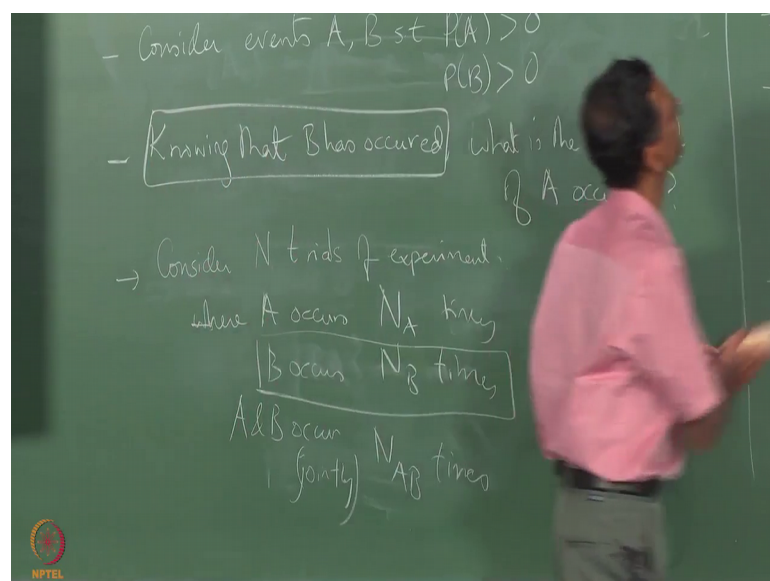 - Consider events A, B st P(A) > 0
P(B) > 0
- Knowing that B has occured, what is the
of A occ ?
→ Consider N trials of experiment.
where A occurs N_A times
B occurs N_B times
A & B occur
(jointly) N_AB times
NPTEL